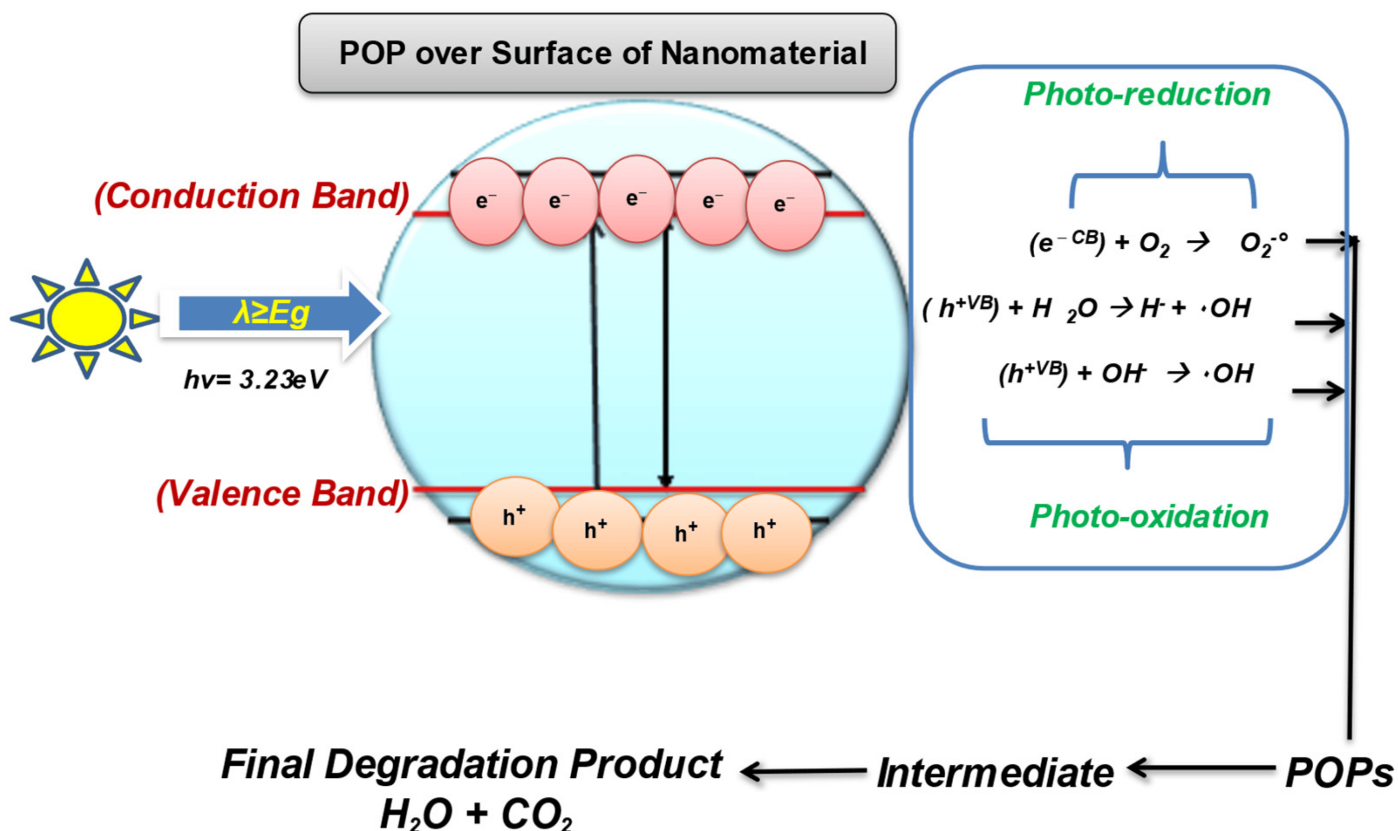 POP over Surface of Nanomaterial
Photo-reduction
(Conduction Band)
e⁻ e⁻ e⁻ e⁻ e⁻
(e⁻ ᶜᴮ) + O₂ → O₂⁻°
λ≥Eg
( h⁺ⱽᴮ) + H ₂O → H⁻ + ·OH
hv= 3.23eV
(h⁺ⱽᴮ) + OH⁻ → ·OH
(Valence Band)
h⁺ h⁺ h⁺ h⁺
Photo-oxidation
Final Degradation Product ← Intermediate ← POPs
H₂O + CO₂